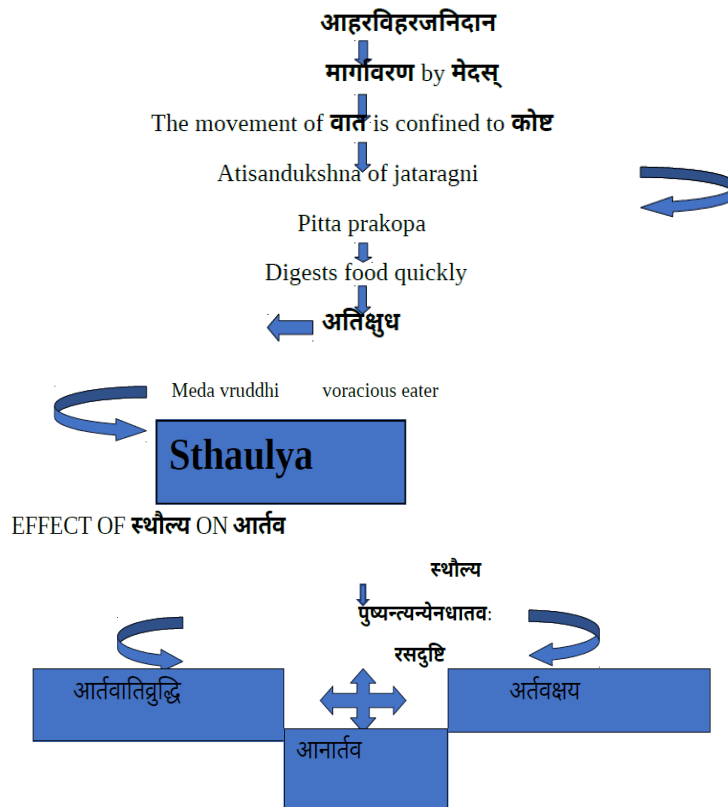 आहरविहरजनिदान
मार्गावरण by मेदस्
The movement of वात is confined to कोष्ट
Atisandukshna of jataragni
Pitta prakopa
Digests food quickly
अतिक्षुध
Meda vruddhi voracious eater
Sthaulya
EFFECT OF स्थौल्य ON आर्तव
स्थौल्य
पुष्यन्त्यन्येनधातवः
रसदुष्टि
आर्तवातिव्रुद्धि
अर्तवक्षय
आनार्तव